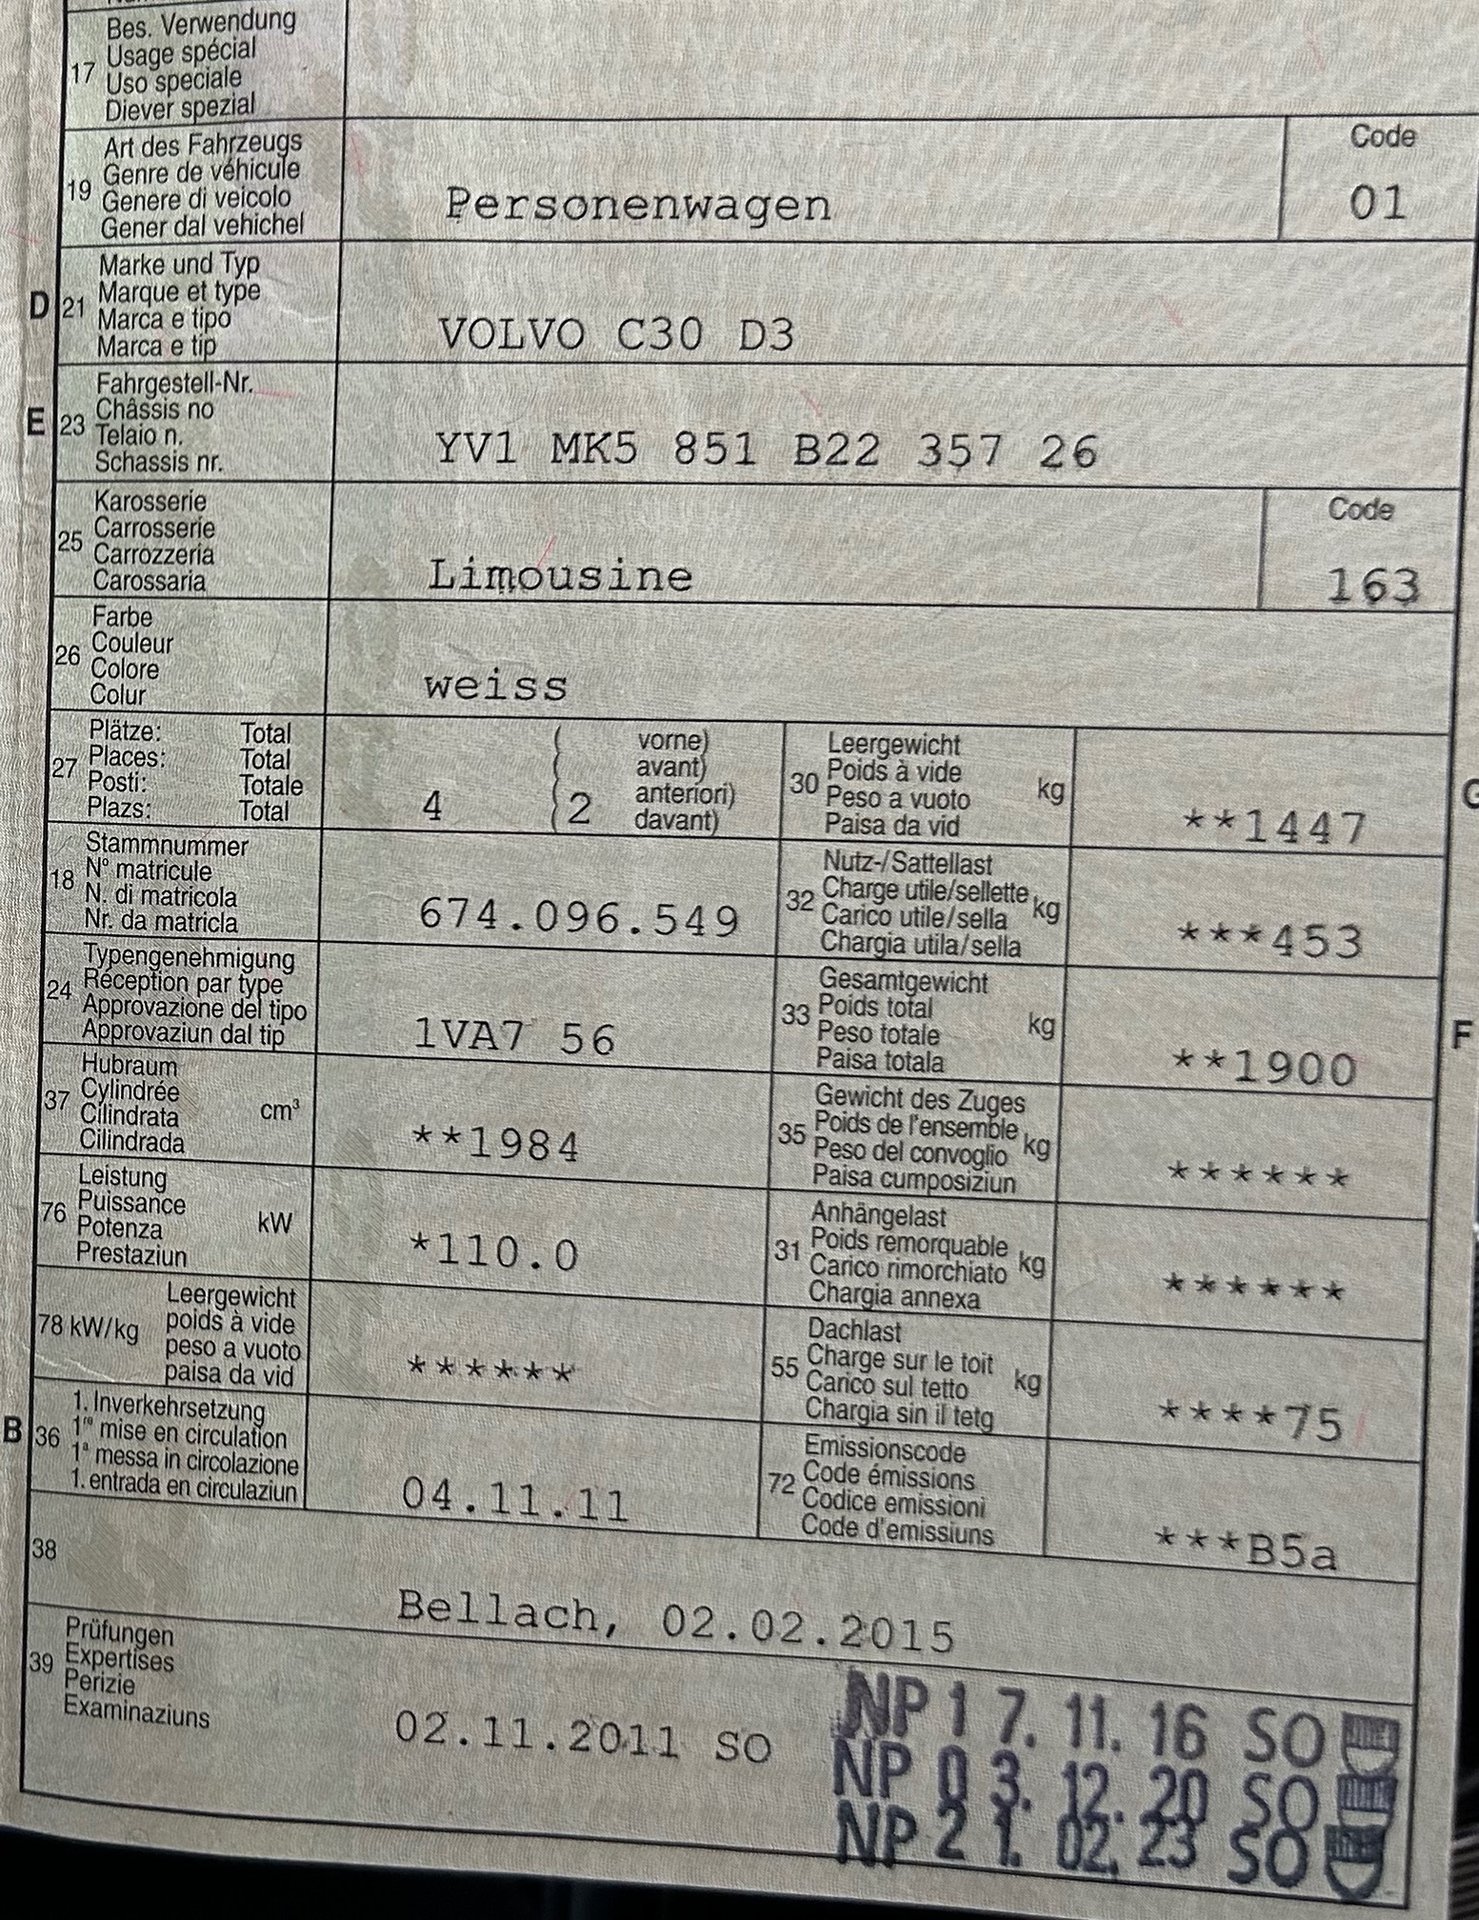 Bes. Verwendung
17 Usage spécial
Uso speciale
Diever spezial
Art des Fahrzeugs
19 Genre de véhicule
Genere di veicolo
Gener dal vehichel
Personenwagen
Code
01
Marke und Typ
D 21 Marque et type
Marca e tipo
Marca e tip
VOLVO C30 D3
Fahrgestell-Nr.
E 23 Châssis no
Telaio n.
Schassis nr.
YV1 MK5 851 B22 357 26
Karosserie
25 Carrosserie
Carrozzeria
Carossaria
Limousine
Code
163
Farbe
26 Couleur
Colore
Colur
weiss
Plätze: Total
27 Places: Total
Posti: Totale
Plazs: Total
4 ( 2
vorne)
avant)
anteriori)
davant)
Leergewicht
30 Poids à vide kg
Peso a vuoto
Paisa da vid
**1447
G
Stammnummer
18 N° matricule
N. di matricola
Nr. da matricla
674.096.549
Nutz-/Sattellast
32 Charge utile/sellette kg
Carico utile/sella
Chargia utila/sella
***453
Typengenehmigung
24 Réception par type
Approvazione del tipo
Approvaziun dal tip
1VA7 56
Gesamtgewicht
33 Poids total kg
Peso totale
Paisa totala
**1900
F
Hubraum
37 Cylindrée cm³
Cilindrata
Cilindrada
**1984
Gewicht des Zuges
35 Poids de l'ensemble kg
Peso del convoglio
Paisa cumposiziun
******
Leistung
76 Puissance kW
Potenza
Prestaziun
*110.0
Anhängelast
31 Poids remorquable kg
Carico rimorchiato
Chargia annexa
******
Leergewicht
78 kW/kg poids à vide
peso a vuoto
paisa da vid
******
Dachlast
55 Charge sur le toit kg
Carico sul tetto
Chargia sin il tetg
****75
1. Inverkehrsetzung
B 36 1re mise en circulation
1a messa in circolazione
1. entrada en circulaziun
04.11.11
Emissionscode
72 Code émissions
Codice emissioni
Code d'emissiuns
***B5a
38
Bellach, 02.02.2015
Prüfungen
39 Expertises
Perizie
Examinaziuns
02.11.2011 SO
NP 1 7. 11. 16 SO
NP 0 3. 12. 20 SO
NP 2 1. 02. 23 SO